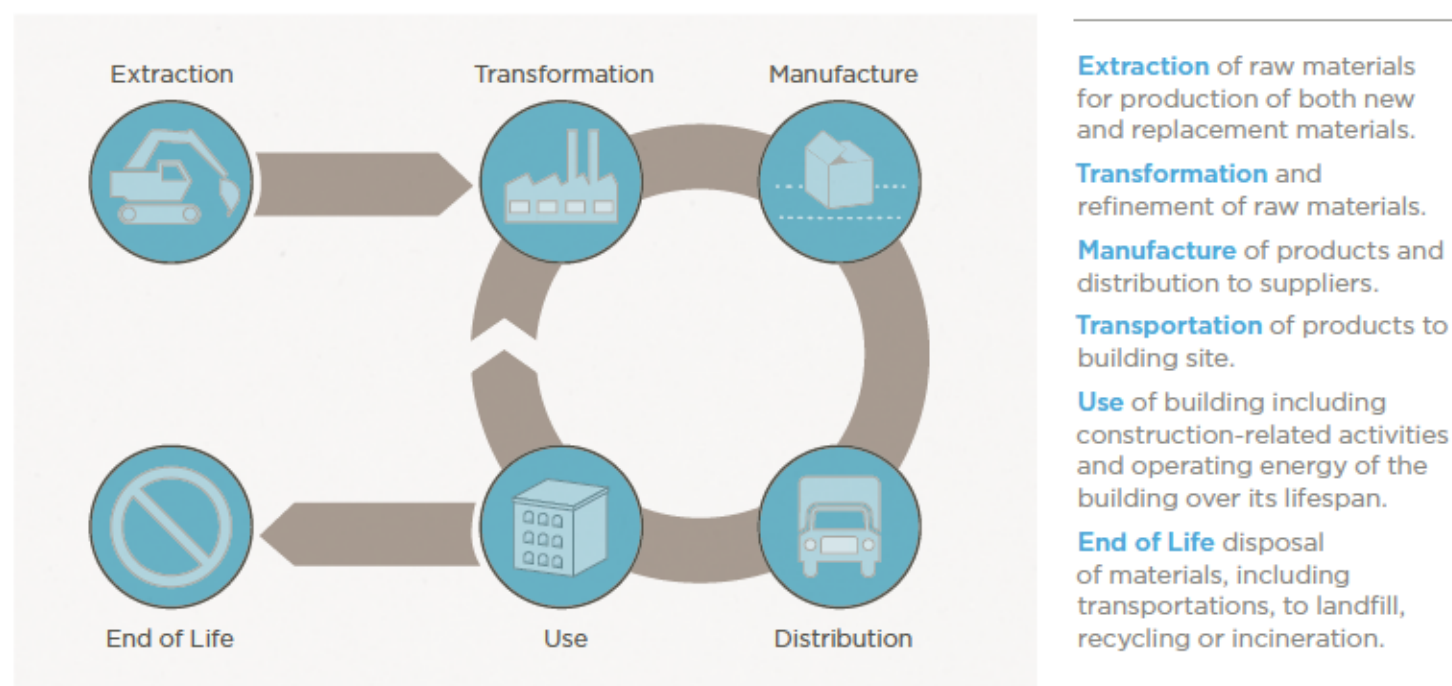 Extraction
Transformation
Manufacture
End of Life
Use
Distribution
Extraction of raw materials
for production of both new
and replacement materials.
Transformation and
refinement of raw materials.
Manufacture of products and
distribution to suppliers.
Transportation of products to
building site.
Use of building including
construction-related activities
and operating energy of the
building over its lifespan.
End of Life disposal
of materials, including
transportations, to landfill,
recycling or incineration.